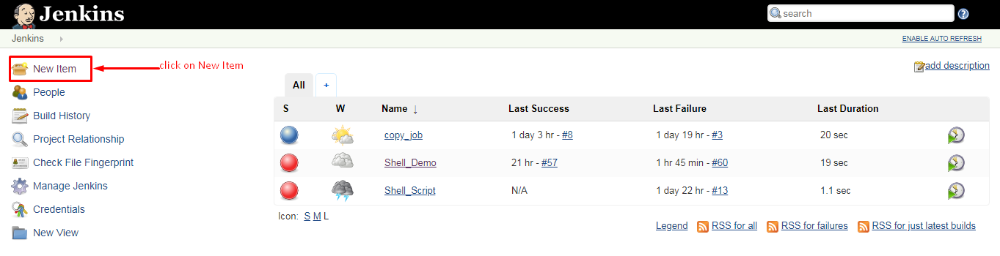 Jenkins
search
Jenkins
ENABLE AUTO REFRESH
New Item
click on New Item
add description
People
Build History
Project Relationship
Check File Fingerprint
Manage Jenkins
Credentials
New View
All +
S W Name ↓ Last Success Last Failure Last Duration
copy_job 1 day 3 hr - #8 1 day 19 hr - #3 20 sec
Shell_Demo 21 hr - #57 1 hr 45 min - #60 19 sec
Shell_Script N/A 1 day 22 hr - #13 1.1 sec
Icon: S M L
Legend RSS for all RSS for failures RSS for just latest builds